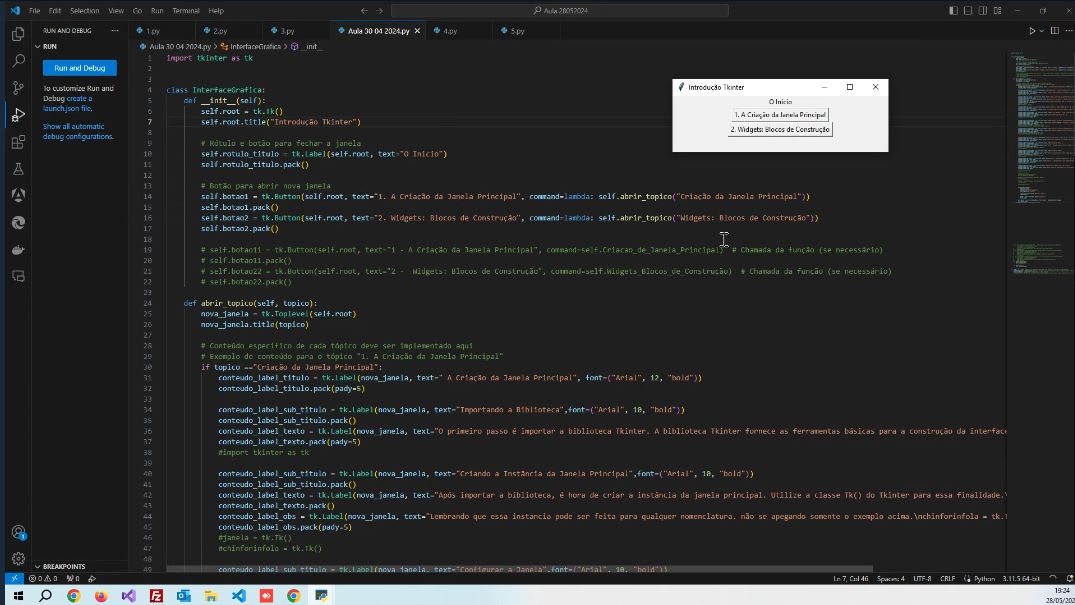 File Edit Selection View Go Run Terminal Help
Aula 28052024
RUN AND DEBUG
1.py 2.py 3.py Aula 30 04 2024.py 4.py 5.py
RUN
Aula 30 04 2024.py > InterfaceGrafica > __init__
Run and Debug
To customize Run and
Debug create a
launch.json file.
Show all automatic
debug configurations.
1 import tkinter as tk
2
3
4 class InterfaceGrafica:
5 def __init__(self):
6 self.root = tk.Tk()
7 self.root.title("Introdução Tkinter")
8
9 # Rótulo e botão para fechar a janela
10 self.rotulo_titulo = tk.Label(self.root, text="O Inicio")
11 self.rotulo_titulo.pack()
12
13 # Botão para abrir nova janela
14 self.botao1 = tk.Button(self.root, text="1. A Criação da Janela Principal", command=lambda: self.abrir_topico("Criação da Janela Principal"))
15 self.botao1.pack()
16 self.botao2 = tk.Button(self.root, text="2. Widgets: Blocos de Construção", command=lambda: self.abrir_topico("Widgets: Blocos de Construção"))
17 self.botao2.pack()
18
19 # self.botao11 = tk.Button(self.root, text="1 - A Criação da Janela Principal", command=self.Criacao_de_Janela_Principal) # Chamada da função (se necessário)
20 # self.botao11.pack()
21 # self.botao22 = tk.Button(self.root, text="2 - Widgets: Blocos de Construção", command=self.Widgets_Blocos_de_Construção) # Chamada da função (se necessário)
22 # self.botao22.pack()
23
24 def abrir_topico(self, topico):
25 nova_janela = tk.Toplevel(self.root)
26 nova_janela.title(topico)
27
28 # Conteúdo específico de cada tópico deve ser implementado aqui
29 # Exemplo de conteúdo para o tópico "1. A Criação da Janela Principal"
30 if topico =="Criação da Janela Principal":
31 conteudo_label_titulo = tk.Label(nova_janela, text=" A Criação da Janela Principal", font=("Arial", 12, "bold"))
32 conteudo_label_titulo.pack(pady=5)
33
34 conteudo_label_sub_titulo = tk.Label(nova_janela, text="Importando a Biblioteca",font=("Arial", 10, "bold"))
35 conteudo_label_sub_titulo.pack()
36 conteudo_label_texto = tk.Label(nova_janela, text="O primeiro passo é importar a biblioteca Tkinter. A biblioteca Tkinter fornece as ferramentas básicas para a construção da interface
37 conteudo_label_texto.pack(pady=5)
38 #import tkinter as tk
39
40 conteudo_label_sub_titulo = tk.Label(nova_janela, text="Criando a Instância da Janela Principal",font=("Arial", 10, "bold"))
41 conteudo_label_sub_titulo.pack()
42 conteudo_label_texto = tk.Label(nova_janela, text="Após importar a biblioteca, é hora de criar a instância da janela principal. Utilize a classe Tk() do Tkinter para essa finalidade.\
43 conteudo_label_texto.pack()
44 conteudo_label_obs = tk.Label(nova_janela, text="Lembrando que essa instancia pode ser feita para qualquer nomenclatura. não se apegando somente o exemplo acima.\nchinforinfola = tk.T
45 conteudo_label_obs.pack(pady=5)
46 #janela = tk.Tk()
47 #chinforinfola = tk.Tk()
48
49 conteudo_label_sub_titulo = tk.Label(nova_janela, text="Configurar a Janela",font=("Arial", 10, "bold"))
Introdução Tkinter
O Inicio
1. A Criação da Janela Principal
2. Widgets: Blocos de Construção
BREAKPOINTS
0 0 0 Ln 7, Col 46 Spaces: 4 UTF-8 CRLF Python 3.11.5 64-bit
19:24
28/05/2024